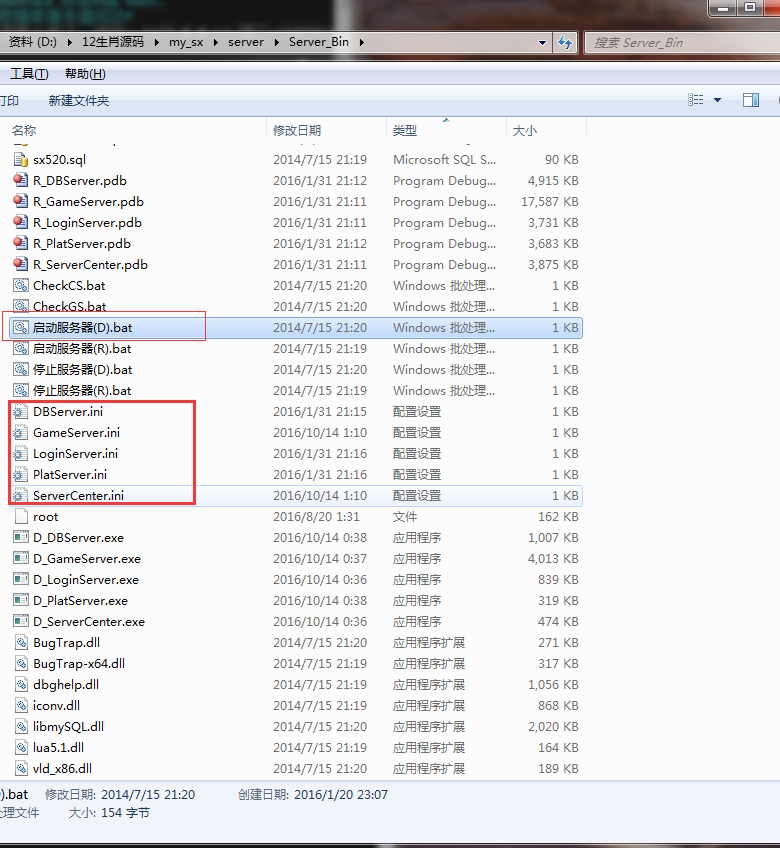 资料 (D:) ▸ 12生肖源码 ▸ my_sx ▸ server ▸ Server_Bin ▸ 搜索 Server_Bin
工具(T) 帮助(H)
打印 新建文件夹
名称 修改日期 类型 大小
sx520.sql 2014/7/15 21:19 Microsoft SQL S... 90 KB
R_DBServer.pdb 2016/1/31 21:12 Program Debug... 4,915 KB
R_GameServer.pdb 2016/1/31 21:11 Program Debug... 17,587 KB
R_LoginServer.pdb 2016/1/31 21:11 Program Debug... 3,731 KB
R_PlatServer.pdb 2016/1/31 21:12 Program Debug... 3,683 KB
R_ServerCenter.pdb 2016/1/31 21:11 Program Debug... 3,875 KB
CheckCS.bat 2014/7/15 21:20 Windows 批处理... 1 KB
CheckGS.bat 2014/7/15 21:20 Windows 批处理... 1 KB
启动服务器(D).bat 2014/7/15 21:20 Windows 批处理... 1 KB
启动服务器(R).bat 2014/7/15 21:19 Windows 批处理... 1 KB
停止服务器(D).bat 2014/7/15 21:20 Windows 批处理... 1 KB
停止服务器(R).bat 2014/7/15 21:19 Windows 批处理... 1 KB
DBServer.ini 2016/1/31 21:15 配置设置 1 KB
GameServer.ini 2016/10/14 1:10 配置设置 1 KB
LoginServer.ini 2016/1/31 21:16 配置设置 1 KB
PlatServer.ini 2016/1/31 21:16 配置设置 1 KB
ServerCenter.ini 2016/10/14 1:10 配置设置 1 KB
root 2016/8/20 1:31 文件 162 KB
D_DBServer.exe 2016/10/14 0:38 应用程序 1,007 KB
D_GameServer.exe 2016/10/14 0:37 应用程序 4,013 KB
D_LoginServer.exe 2016/10/14 0:36 应用程序 839 KB
D_PlatServer.exe 2016/10/14 0:38 应用程序 319 KB
D_ServerCenter.exe 2016/10/14 0:36 应用程序 474 KB
BugTrap.dll 2014/7/15 21:20 应用程序扩展 271 KB
BugTrap-x64.dll 2014/7/15 21:19 应用程序扩展 317 KB
dbghelp.dll 2014/7/15 21:19 应用程序扩展 1,056 KB
iconv.dll 2014/7/15 21:19 应用程序扩展 868 KB
libmySQL.dll 2014/7/15 21:20 应用程序扩展 2,020 KB
lua5.1.dll 2014/7/15 21:19 应用程序扩展 164 KB
vld_x86.dll 2014/7/15 21:20 应用程序扩展 189 KB
).bat 修改日期: 2014/7/15 21:20 创建日期: 2016/1/20 23:07
处理文件 大小: 154 字节